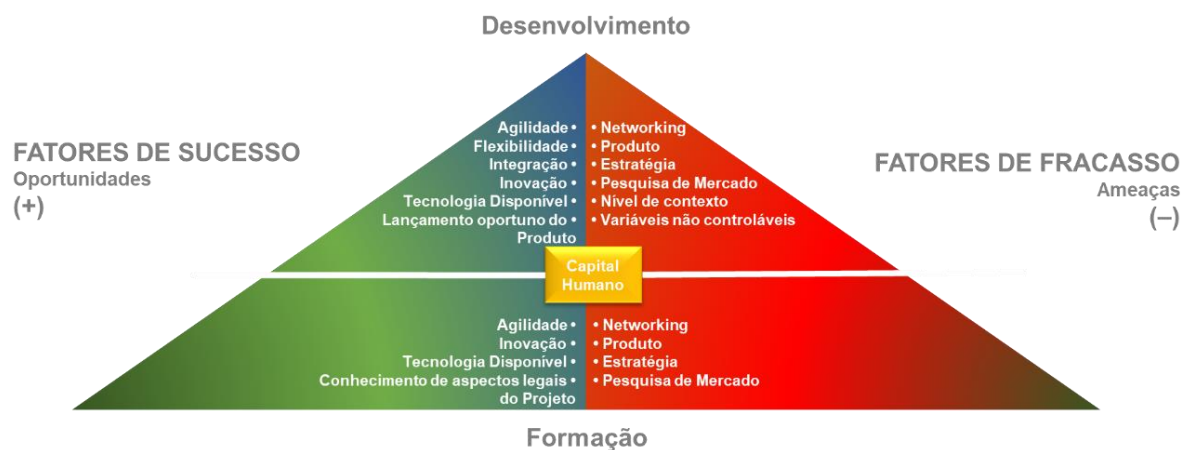 Desenvolvimento
FATORES DE SUCESSO
Oportunidades
(+)
Agilidade •
Flexibilidade •
Integração •
Inovação •
Tecnologia Disponível •
Lançamento oportuno do •
Produto
• Networking
• Produto
• Estratégia
• Pesquisa de Mercado
• Nível de contexto
• Variáveis não controláveis
FATORES DE FRACASSO
Ameaças
(–)
Capital
Humano
Agilidade •
Inovação •
Tecnologia Disponível •
Conhecimento de aspectos legais •
do Projeto
• Networking
• Produto
• Estratégia
• Pesquisa de Mercado
Formação